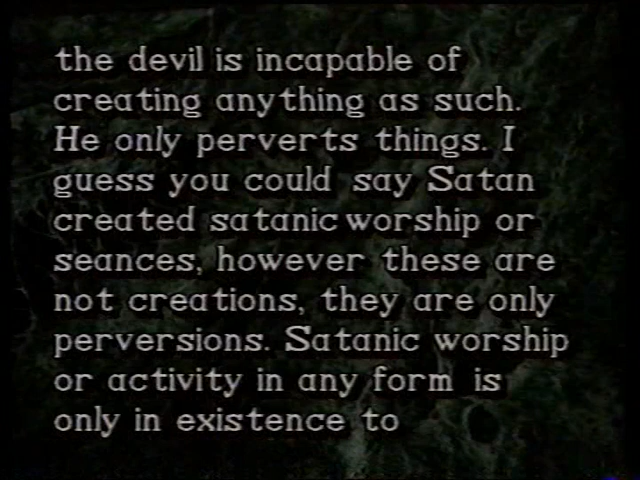 the devil is incapable of
creating anything as such.
He only perverts things. I
guess you could say Satan
created satanic worship or
seances, however these are
not creations, they are only
perversions. Satanic worship
or activity in any form is
only in existence to